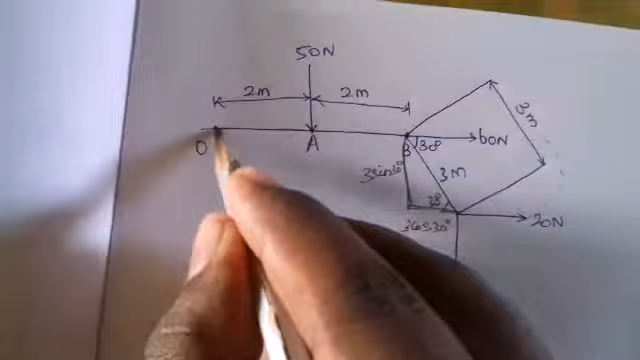 50N
2m 2m
3m
O A B 30° 60N
3sin30° 3m
30°
3cos30° 20N